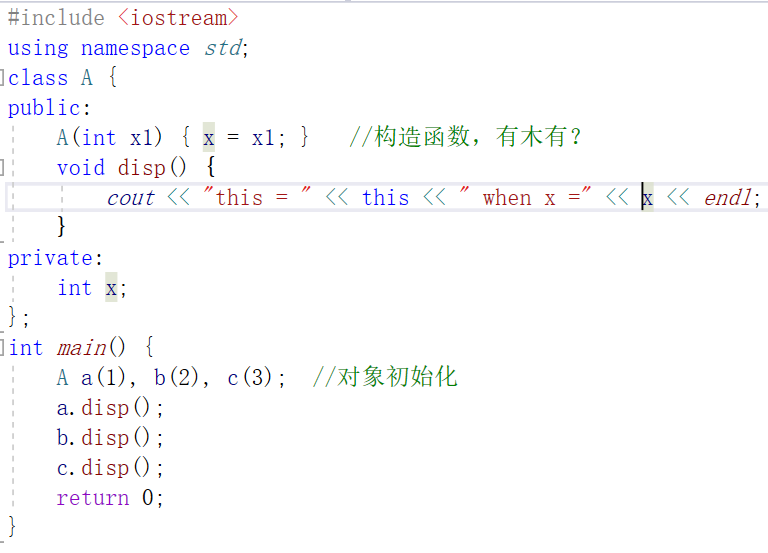 #include <iostream>
using namespace std;
class A {
public:
    A(int x1) { x = x1; }   //构造函数，有木有？
    void disp() {
        cout << "this = " << this << " when x =" << x << endl;
    }
private:
    int x;
};
int main() {
    A a(1), b(2), c(3);  //对象初始化
    a.disp();
    b.disp();
    c.disp();
    return 0;
}